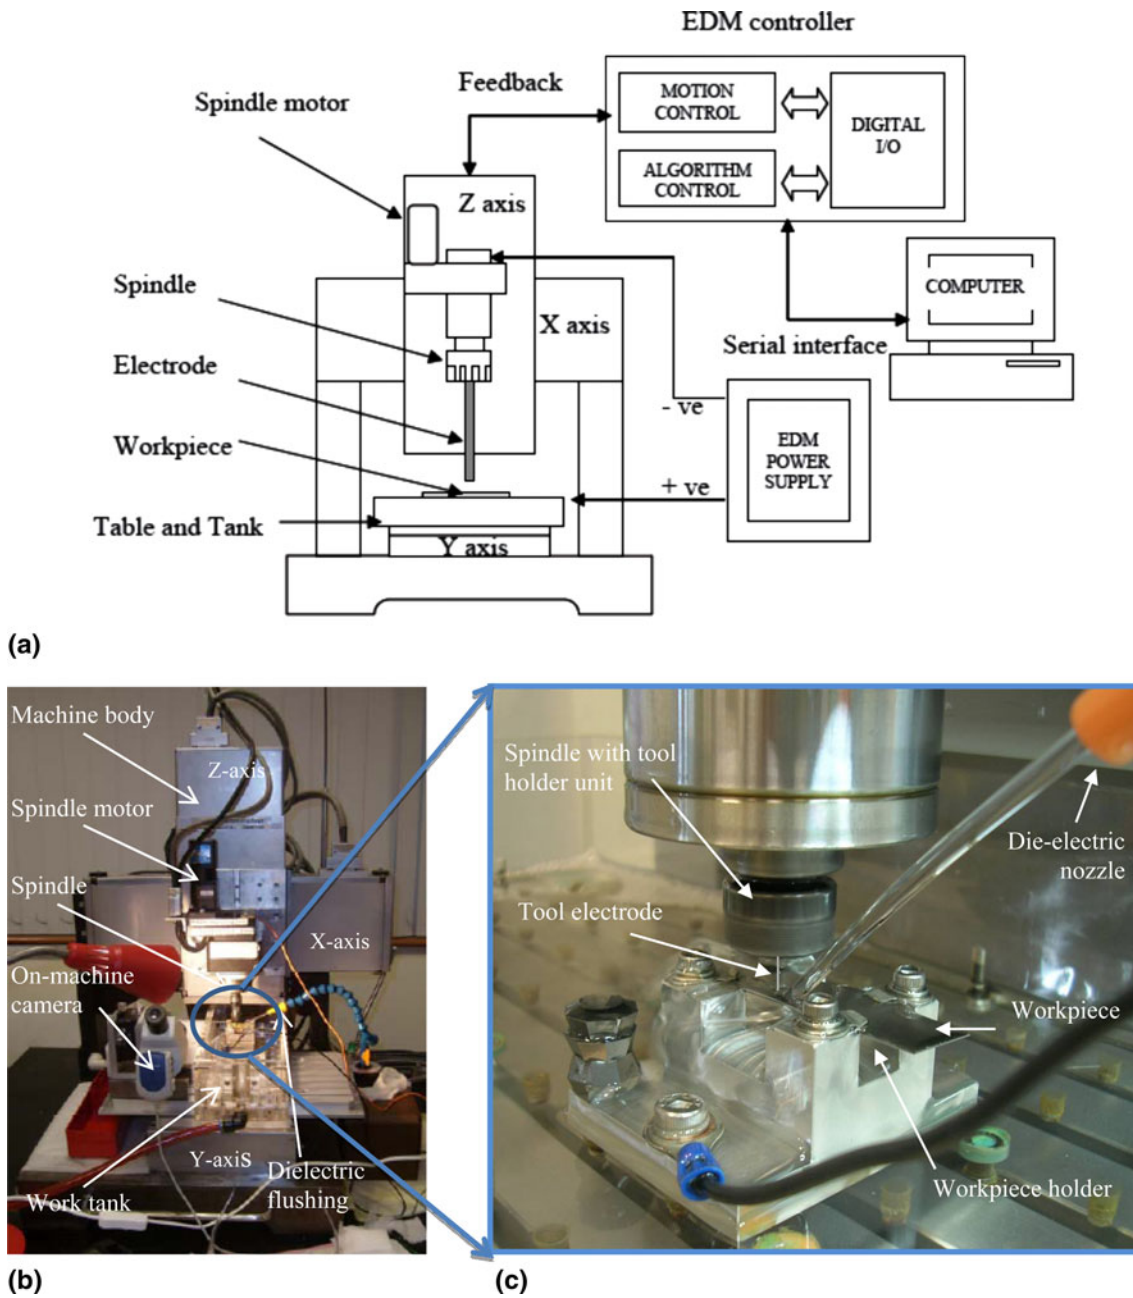 EDM controller
Feedback
Spindle motor
MOTION
CONTROL
DIGITAL
I/O
ALGORITHM
CONTROL
Z axis
Spindle
COMPUTER
X axis
Serial interface
Electrode
- ve
Workpiece
EDM
POWER
SUPPLY
+ ve
Table and Tank
Y axis
(a)
Machine body
Z-axis
Spindle motor
Spindle
X-axis
On-machine
camera
Y-axis
Dielectric
flushing
Work tank
(b)
Spindle with tool
holder unit
Die-electric
nozzle
Tool electrode
Workpiece
Workpiece holder
(c)